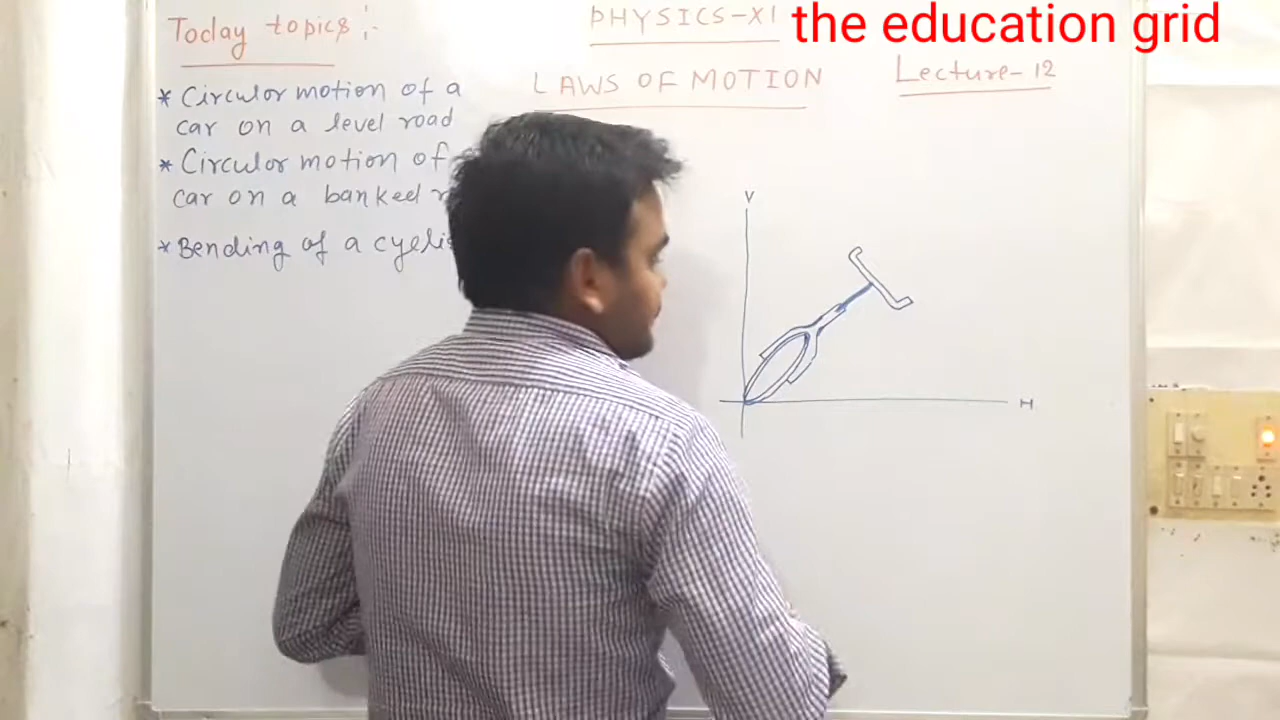 Today topics :-
PHYSICS-XI
the education grid
LAWS OF MOTION
Lecture-12
* Circular motion of a
car on a level road
* Circular motion of
car on a banked
* Bending of a
V
H